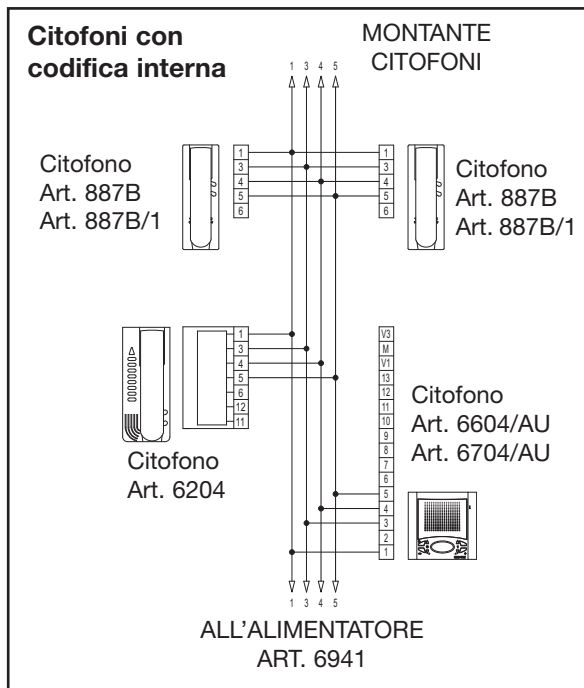 Citofoni con
codifica interna
MONTANTE
CITOFONI
1 3 4 5
Citofono
Art. 887B
Art. 887B/1
1
3
4
5
6
1
3
4
5
6
Citofono
Art. 887B
Art. 887B/1
1
3
4
5
6
12
11
Citofono
Art. 6204
V3
M
V1
13
12
11
10
9
8
7
6
5
4
3
2
1
Citofono
Art. 6604/AU
Art. 6704/AU
1 3 4 5
ALL'ALIMENTATORE
ART. 6941